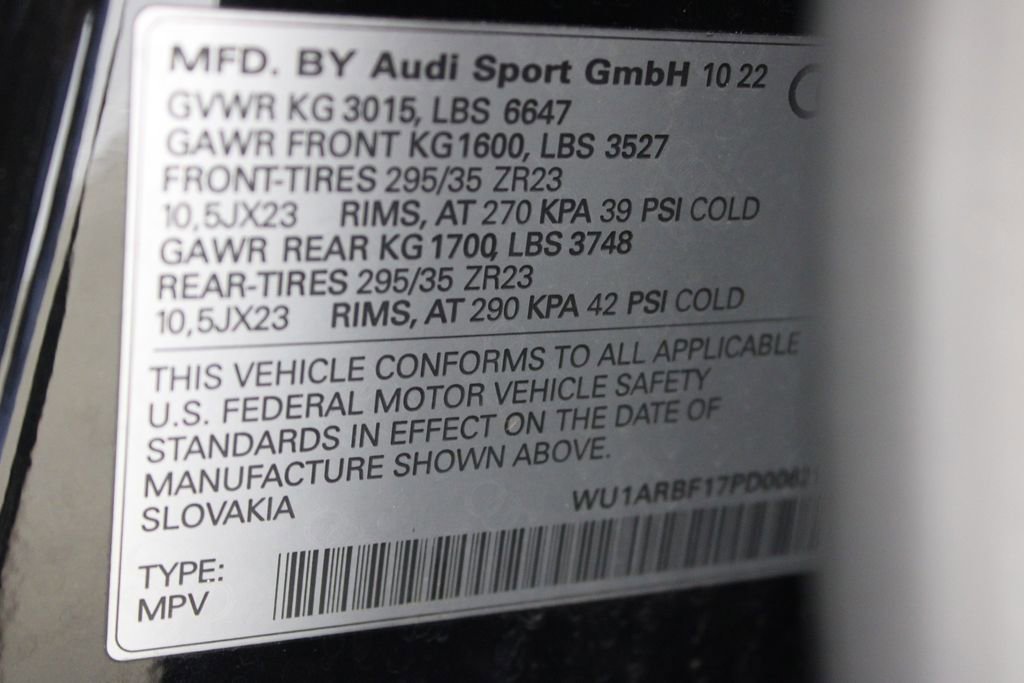 MFD. BY Audi Sport GmbH 10 22
GVWR KG 3015, LBS 6647
GAWR FRONT KG1600, LBS 3527
FRONT-TIRES 295/35 ZR23
10,5JX23 RIMS, AT 270 KPA 39 PSI COLD
GAWR REAR KG 1700, LBS 3748
REAR-TIRES 295/35 ZR23
10,5JX23 RIMS, AT 290 KPA 42 PSI COLD
THIS VEHICLE CONFORMS TO ALL APPLICABLE
U.S. FEDERAL MOTOR VEHICLE SAFETY
STANDARDS IN EFFECT ON THE DATE OF
MANUFACTURE SHOWN ABOVE.
SLOVAKIA
TYPE:
MPV